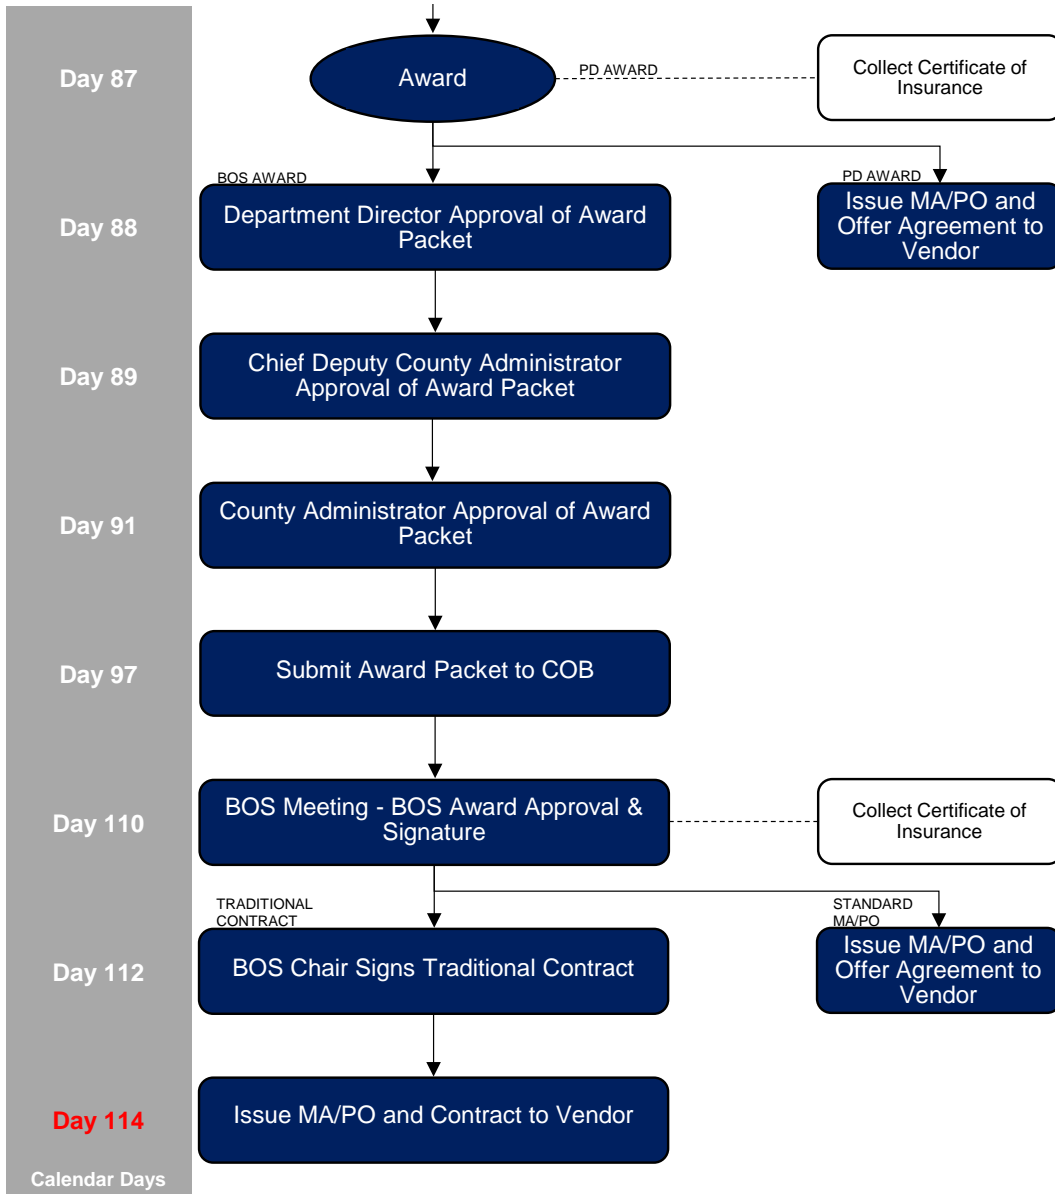 Day 87
Award
PD AWARD
Collect Certificate of
Insurance
BOS AWARD
PD AWARD
Day 88
Department Director Approval of Award
Packet
Issue MA/PO and
Offer Agreement to
Vendor
Day 89
Chief Deputy County Administrator
Approval of Award Packet
Day 91
County Administrator Approval of Award
Packet
Day 97
Submit Award Packet to COB
Day 110
BOS Meeting - BOS Award Approval &
Signature
Collect Certificate of
Insurance
TRADITIONAL
CONTRACT
STANDARD
MA/PO
Day 112
BOS Chair Signs Traditional Contract
Issue MA/PO and
Offer Agreement to
Vendor
Day 114
Issue MA/PO and Contract to Vendor
Calendar Days